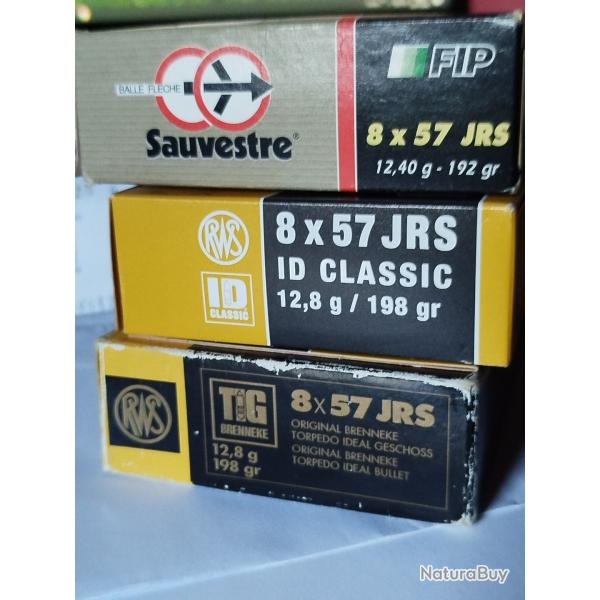 BALLE FLECHE
Sauvestre®
FIP
8 x 57 JRS
12,40 g - 192 gr
RWS
ID
CLASSIC
8 x 57 JRS
ID CLASSIC
12,8 g / 198 gr
RWS
TIG
BRENNEKE
12,8 g
198 gr
8 x 57 JRS
ORIGINAL BRENNEKE
TORPEDO IDEAL GESCHOSS
ORIGINAL BRENNEKE
TORPEDO IDEAL BULLET
NaturaBuy